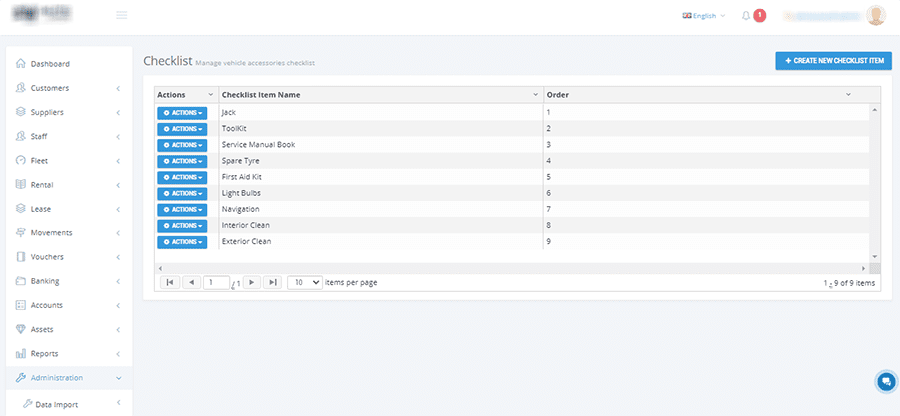 English
1
Dashboard
Customers
Suppliers
Staff
Fleet
Rental
Lease
Movements
Vouchers
Banking
Accounts
Assets
Reports
Administration
Data Import
Checklist Manage vehicle accessories checklist
+ CREATE NEW CHECKLIST ITEM
Actions Checklist Item Name Order
ACTIONS Jack 1
ACTIONS ToolKit 2
ACTIONS Service Manual Book 3
ACTIONS Spare Tyre 4
ACTIONS First Aid Kit 5
ACTIONS Light Bulbs 6
ACTIONS Navigation 7
ACTIONS Interior Clean 8
ACTIONS Exterior Clean 9
1 / 1 10 items per page 1 - 9 of 9 items